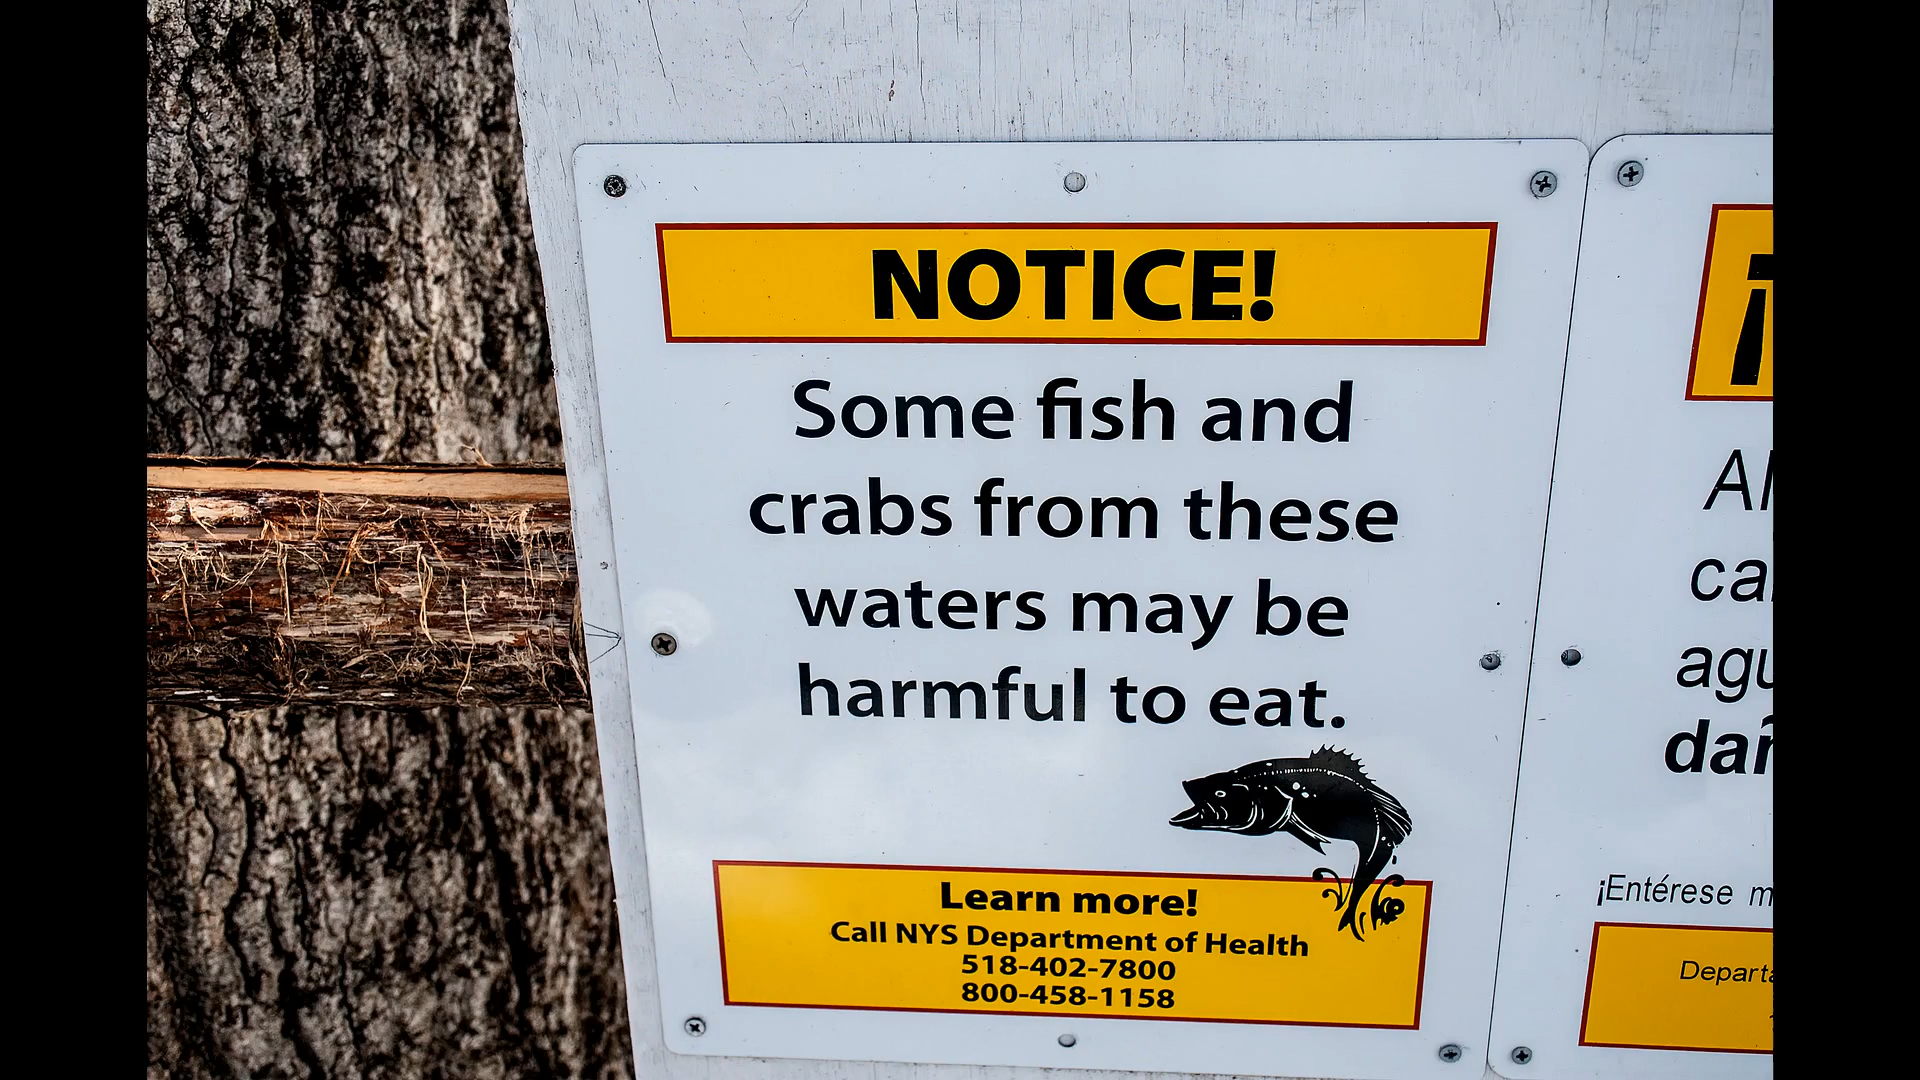 NOTICE!
Some fish and
crabs from these
waters may be
harmful to eat.
Learn more!
Call NYS Department of Health
518-402-7800
800-458-1158
¡Entérese